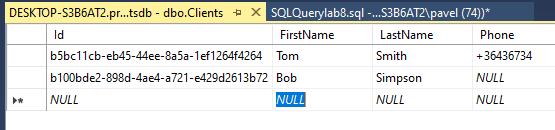 DESKTOP-S3B6AT2.pr...tsdb - dbo.Clients SQLQuerylab8.sql -...S3B6AT2\pavel (74))*
Id FirstName LastName Phone
b5bc11cb-eb45-44ee-8a5a-1ef1264f4264 Tom Smith +36436734
b100bde2-898d-4ae4-a721-e429d2613b72 Bob Simpson NULL
NULL NULL NULL NULL